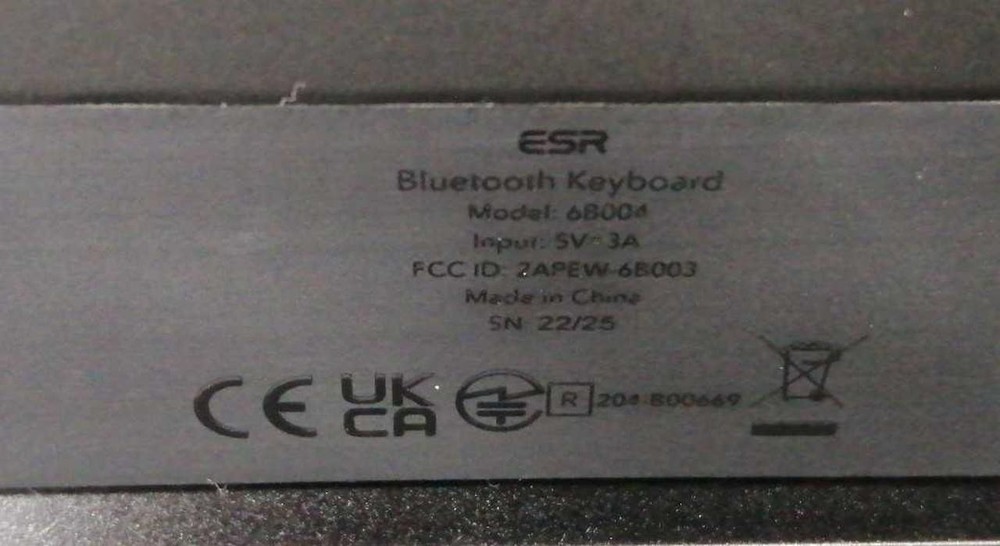 ESR
Bluetooth Keyboard
Model: 6B004
Input: 5V⎓3A
FCC ID: 2APEW-6B003
Made in China
SN 22/25
CE UK CA R 204-B00669